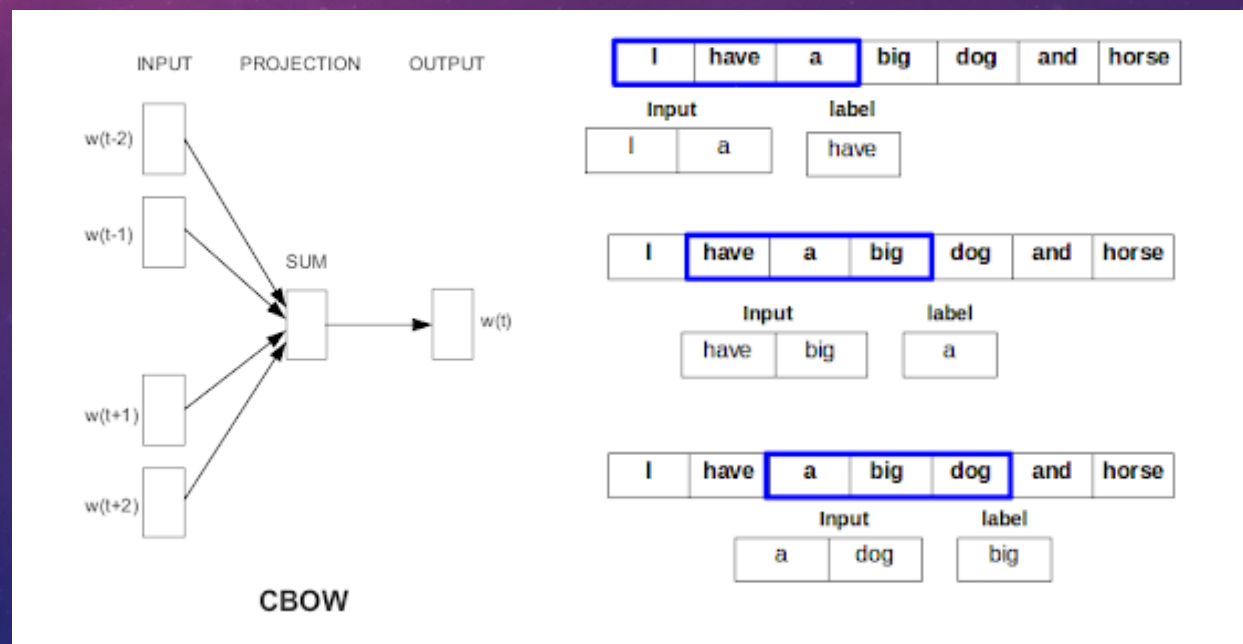 INPUT PROJECTION OUTPUT
w(t-2)
w(t-1)
SUM
w(t)
w(t+1)
w(t+2)
CBOW
I have a big dog and horse
Input label
I a have
I have a big dog and horse
Input label
have big a
I have a big dog and horse
Input label
a dog big